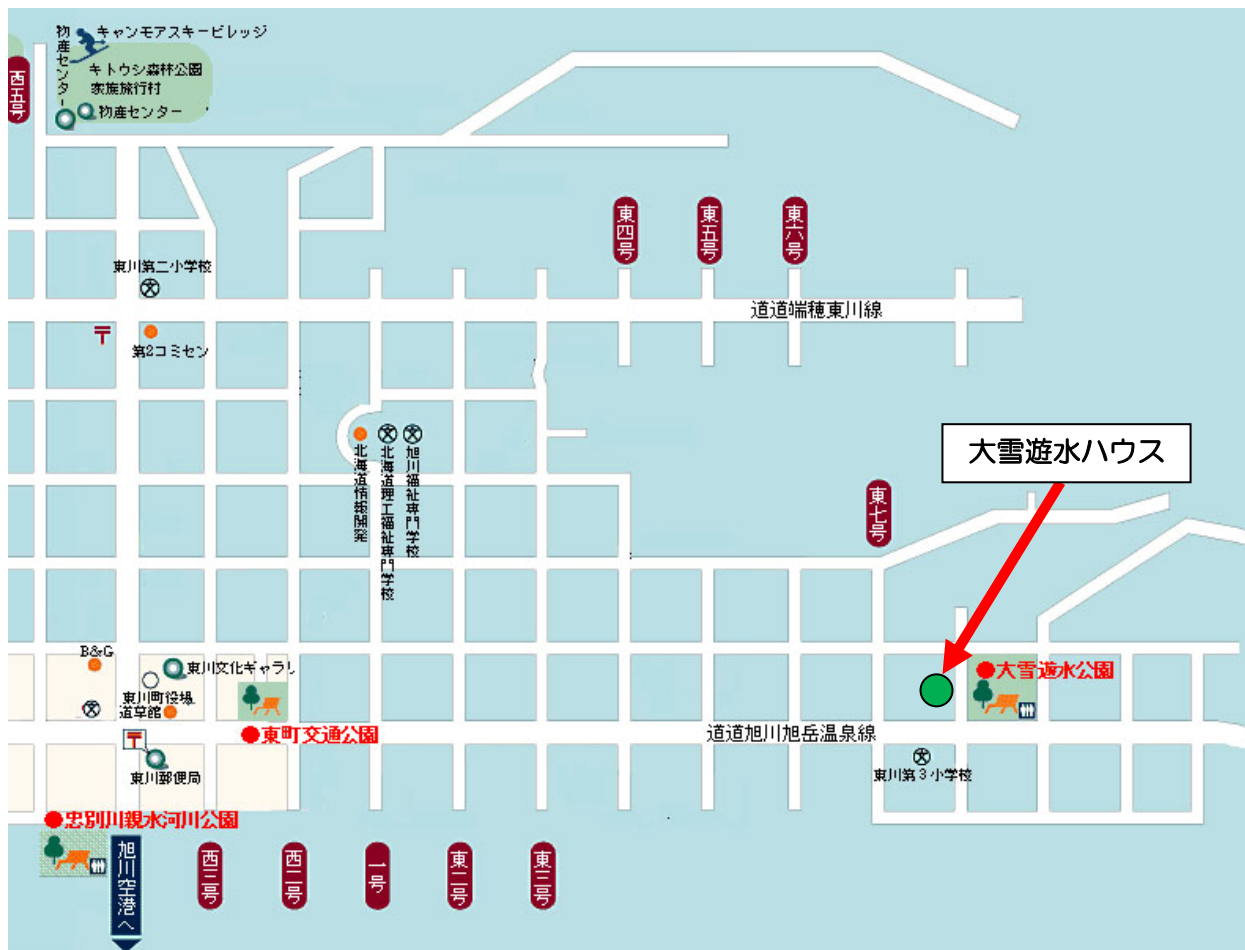 物産センター
キャンモアスキービレッジ
西五号
キトウシ森林公園
家族旅行村
物産センター
東四号
東五号
東六号
東川第二小学校
道道端穂東川線
第2コミセン
北海道情報開発
北海道理工福祉専門学校
旭川福祉専門学校
大雪遊水ハウス
東七号
B&G
東川文化ギャラリ
大雪遊水公園
東川町役場
道草館
東町交通公園
道道旭川旭岳温泉線
東川郵便局
東川第3小学校
忠別川親水河川公園
旭川空港へ
西三号
西二号
一号
東二号
東三号